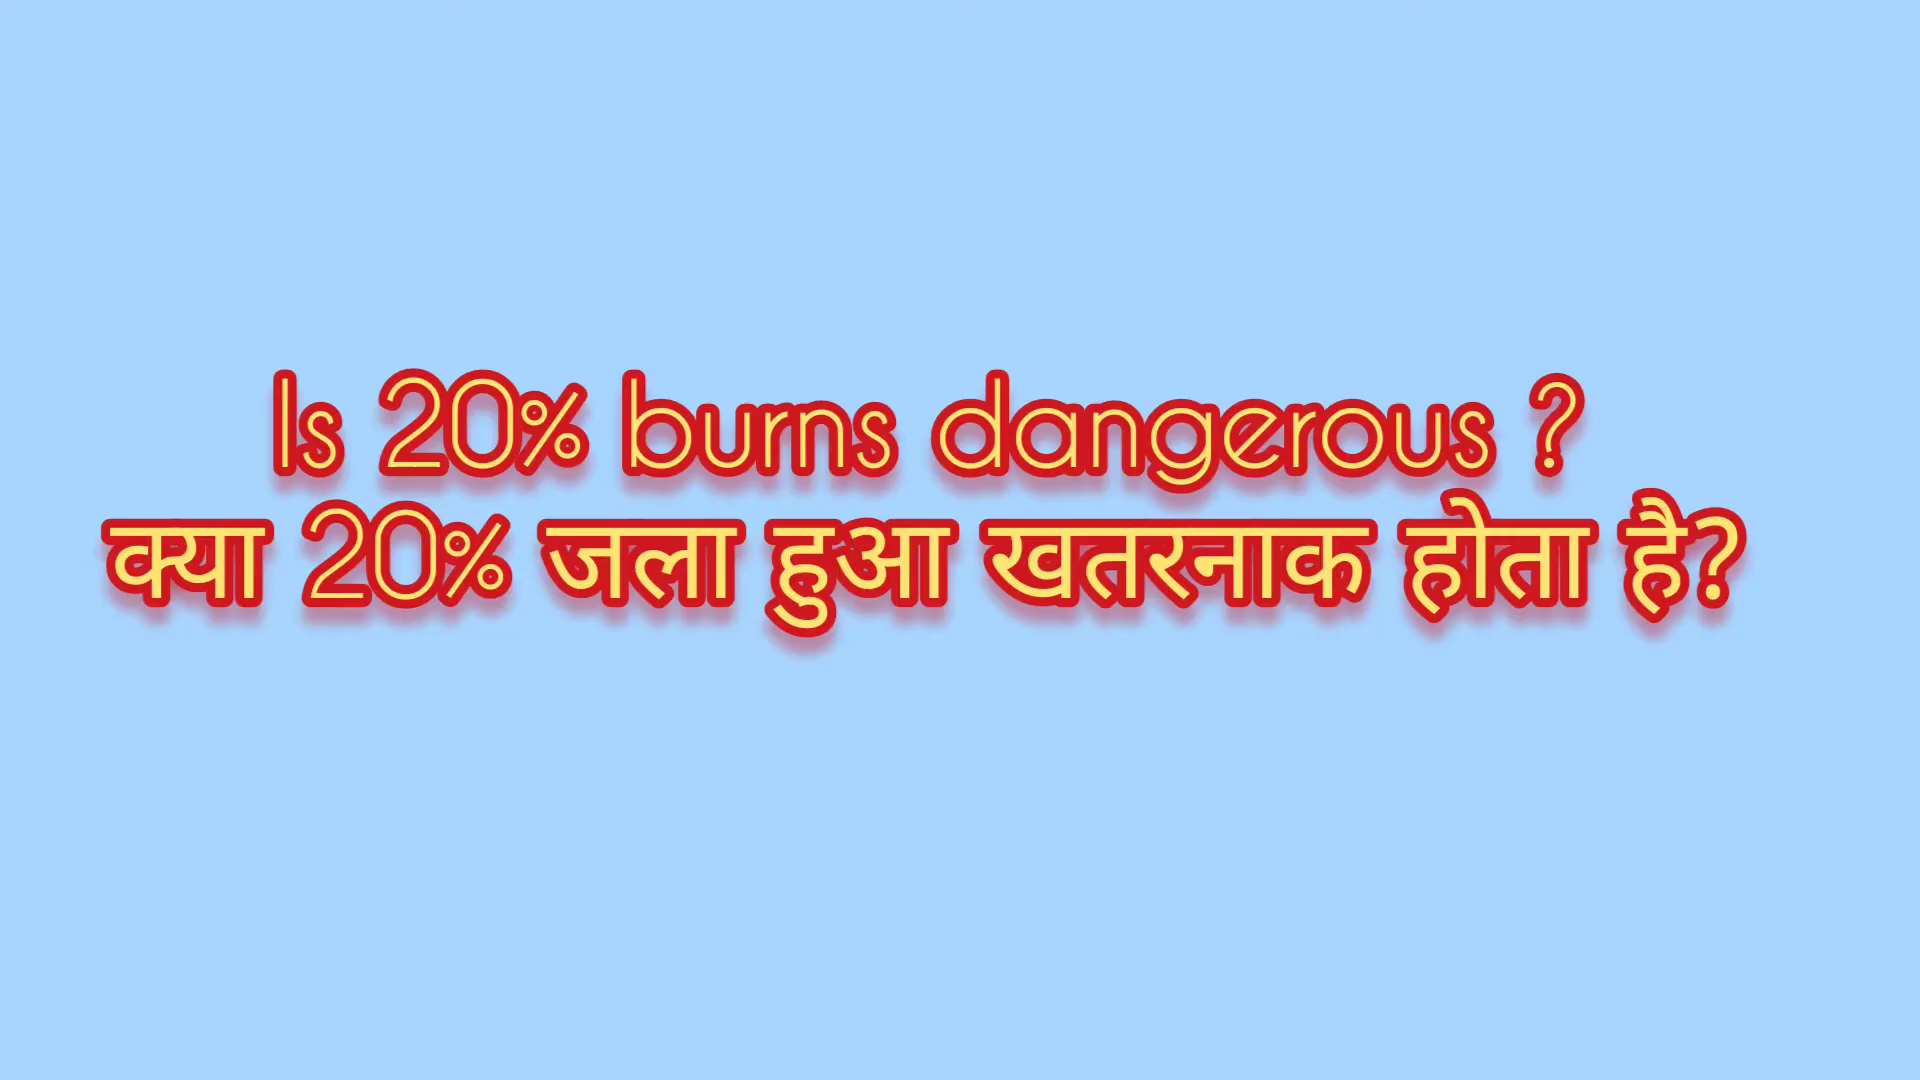 Is 20% burns dangerous ?
क्या 20% जला हुआ खतरनाक होता है?